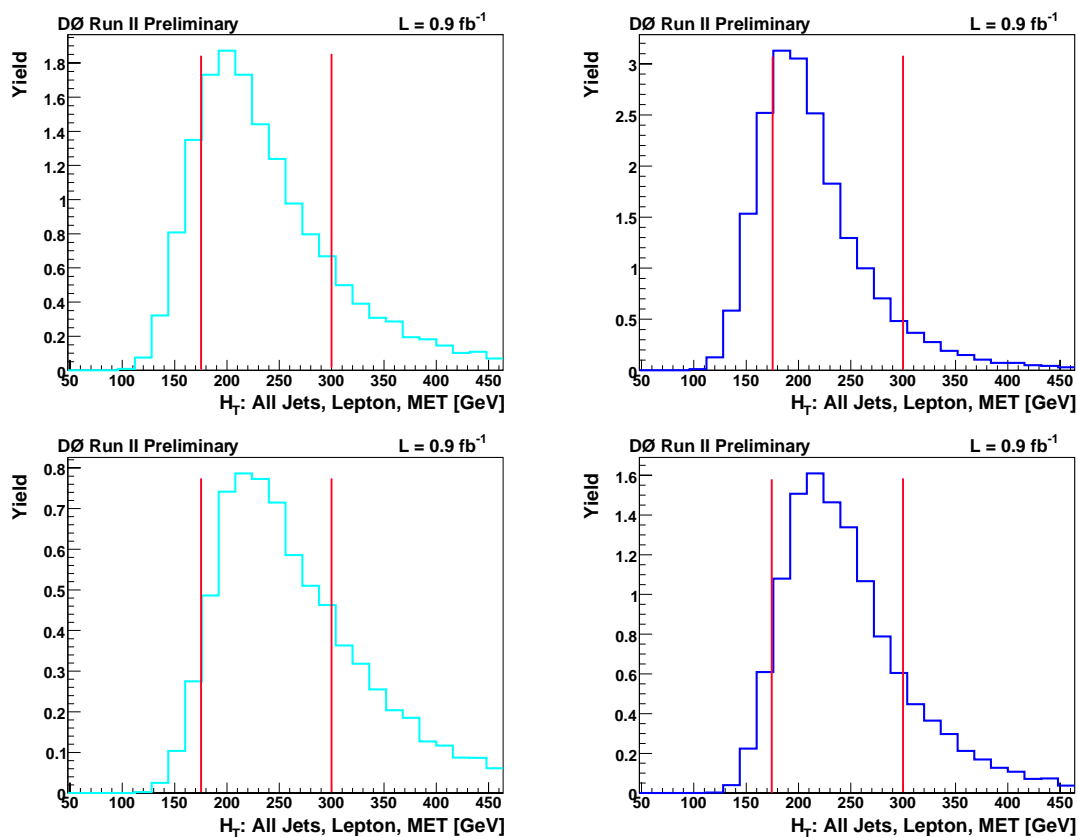 DØ Run II Preliminary L = 0.9 fb⁻¹
Yield
1.8
1.6
1.4
1.2
1
0.8
0.6
0.4
0.2
0
50 100 150 200 250 300 350 400 450
H_T: All Jets, Lepton, MET [GeV]
DØ Run II Preliminary L = 0.9 fb⁻¹
Yield
3
2.5
2
1.5
1
0.5
0
50 100 150 200 250 300 350 400 450
H_T: All Jets, Lepton, MET [GeV]
DØ Run II Preliminary L = 0.9 fb⁻¹
Yield
0.8
0.7
0.6
0.5
0.4
0.3
0.2
0.1
0
50 100 150 200 250 300 350 400 450
H_T: All Jets, Lepton, MET [GeV]
DØ Run II Preliminary L = 0.9 fb⁻¹
Yield
1.6
1.4
1.2
1
0.8
0.6
0.4
0.2
0
50 100 150 200 250 300 350 400 450
H_T: All Jets, Lepton, MET [GeV]